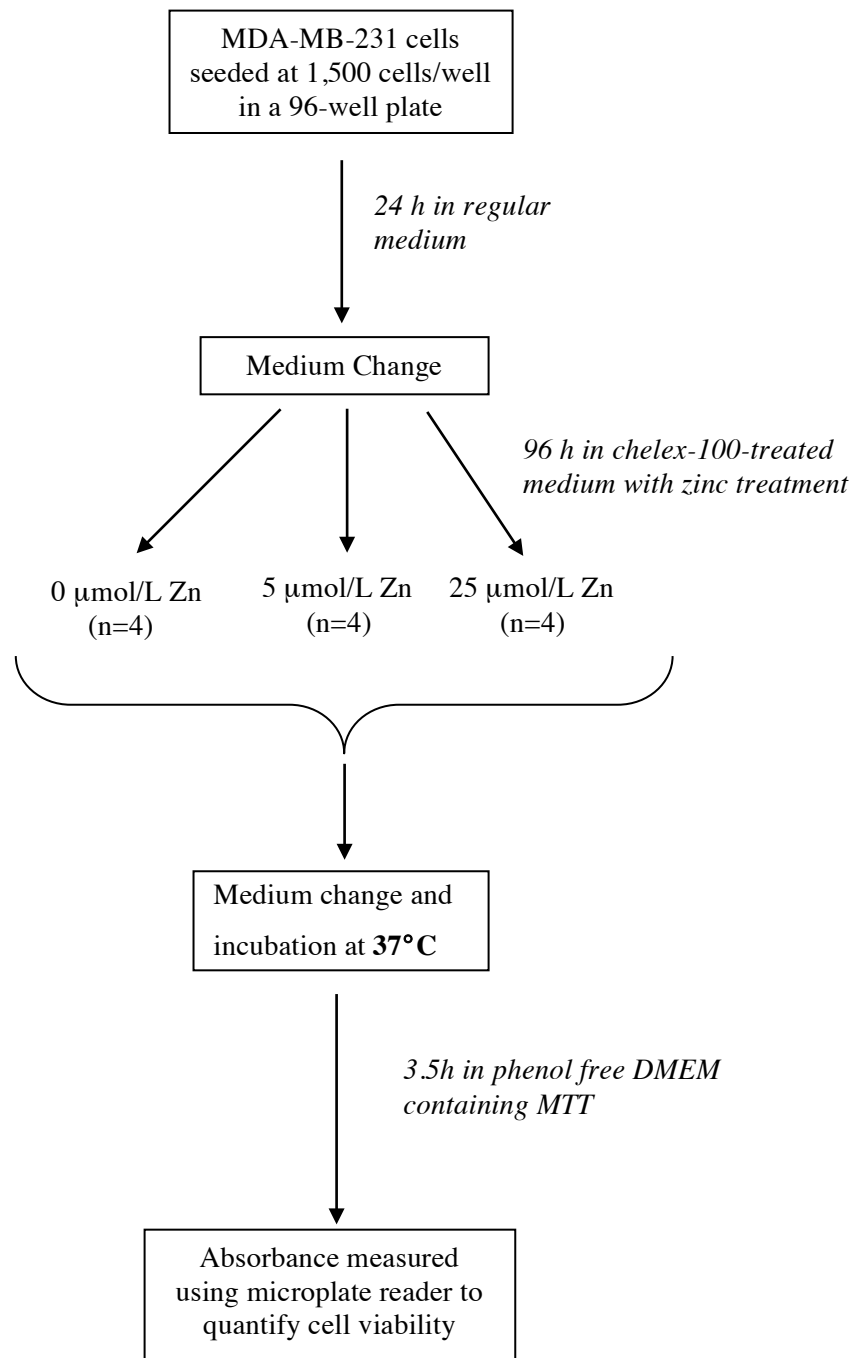 MDA-MB-231 cells
seeded at 1,500 cells/well
in a 96-well plate
24 h in regular
medium
Medium Change
96 h in chelex-100-treated
medium with zinc treatment
0 μmol/L Zn
(n=4)
5 μmol/L Zn
(n=4)
25 μmol/L Zn
(n=4)
Medium change and
incubation at 37°C
3.5h in phenol free DMEM
containing MTT
Absorbance measured
using microplate reader to
quantify cell viability